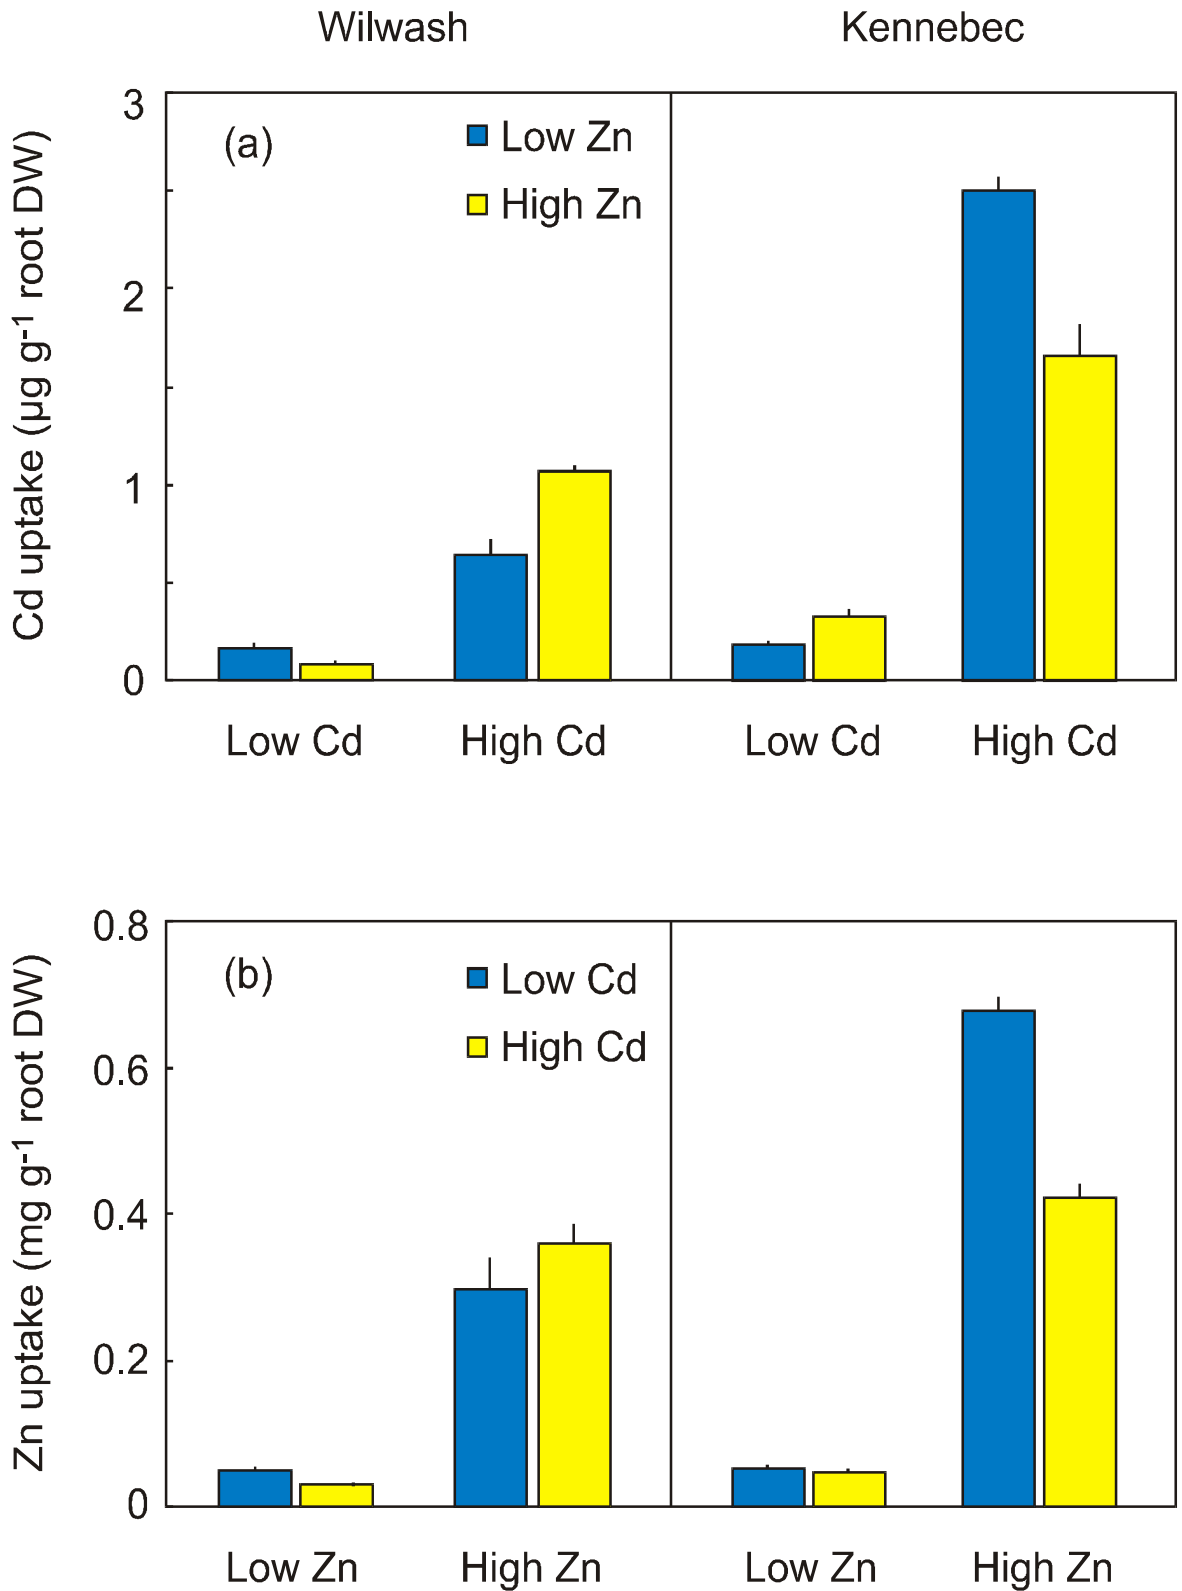 Wilwash Kennebec
Cd uptake (µg g-1 root DW)
3
2
1
0
(a)
Low Zn
High Zn
Low Cd High Cd Low Cd High Cd
Zn uptake (mg g-1 root DW)
0.8
0.6
0.4
0.2
0
(b)
Low Cd
High Cd
Low Zn High Zn Low Zn High Zn